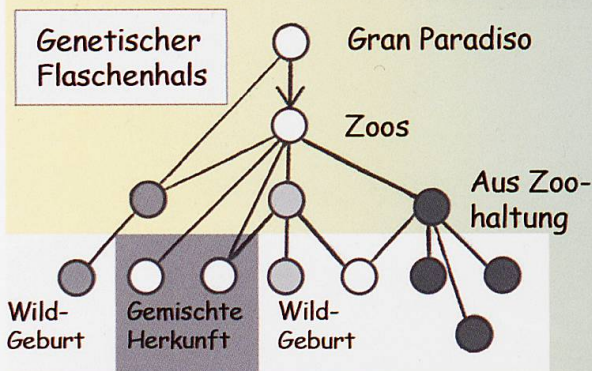 Genetischer
Flaschenhals
Gran Paradiso
Zoos
Aus Zoo-
haltung
Wild-
Geburt
Gemischte
Herkunft
Wild-
Geburt